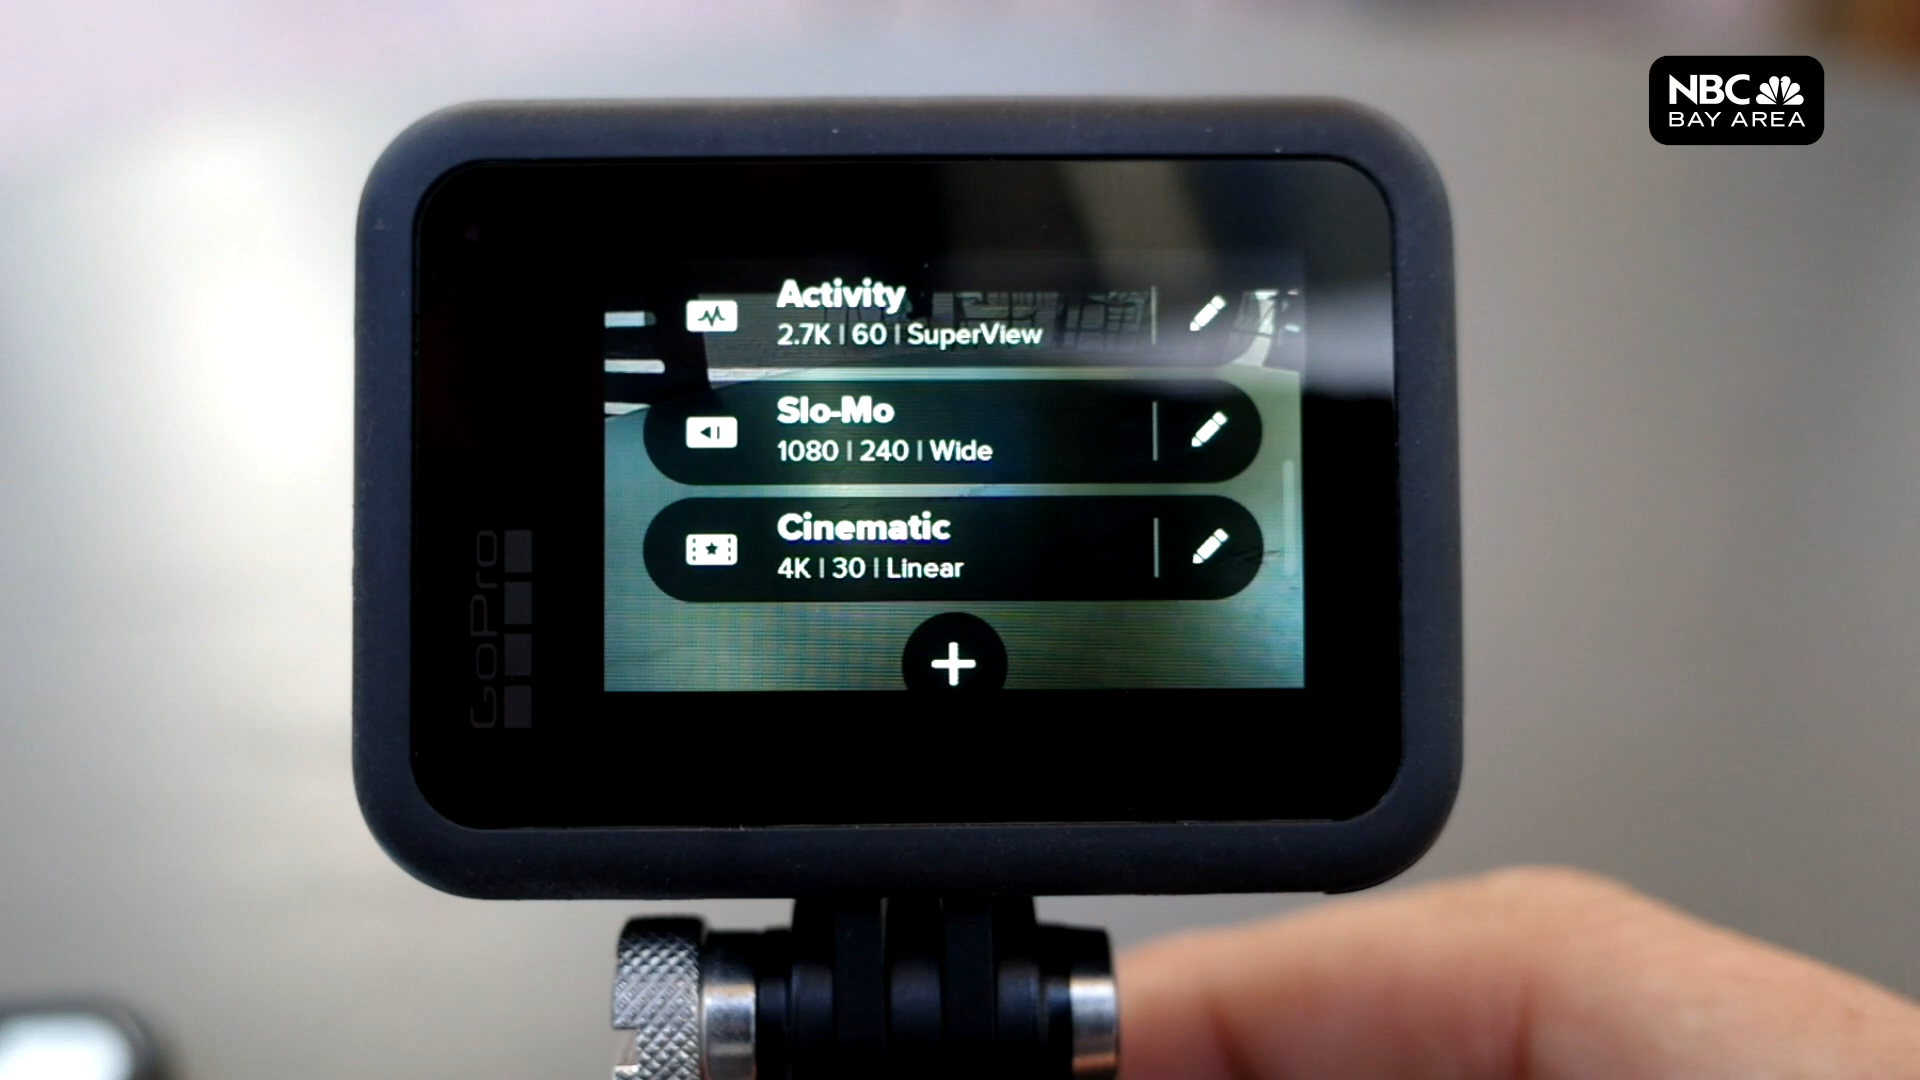 NBC
BAY AREA
Activity
2.7K | 60 | SuperView
Slo-Mo
1080 | 240 | Wide
Cinematic
4K | 30 | Linear
GoPro